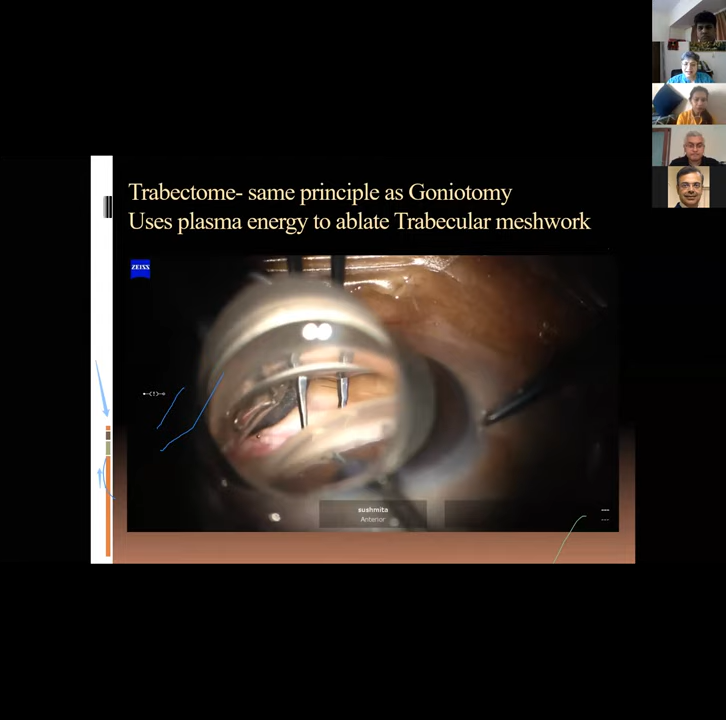 Trabectome- same principle as Goniotomy
Uses plasma energy to ablate Trabecular meshwork
ZEISS
sushmita
Anterior